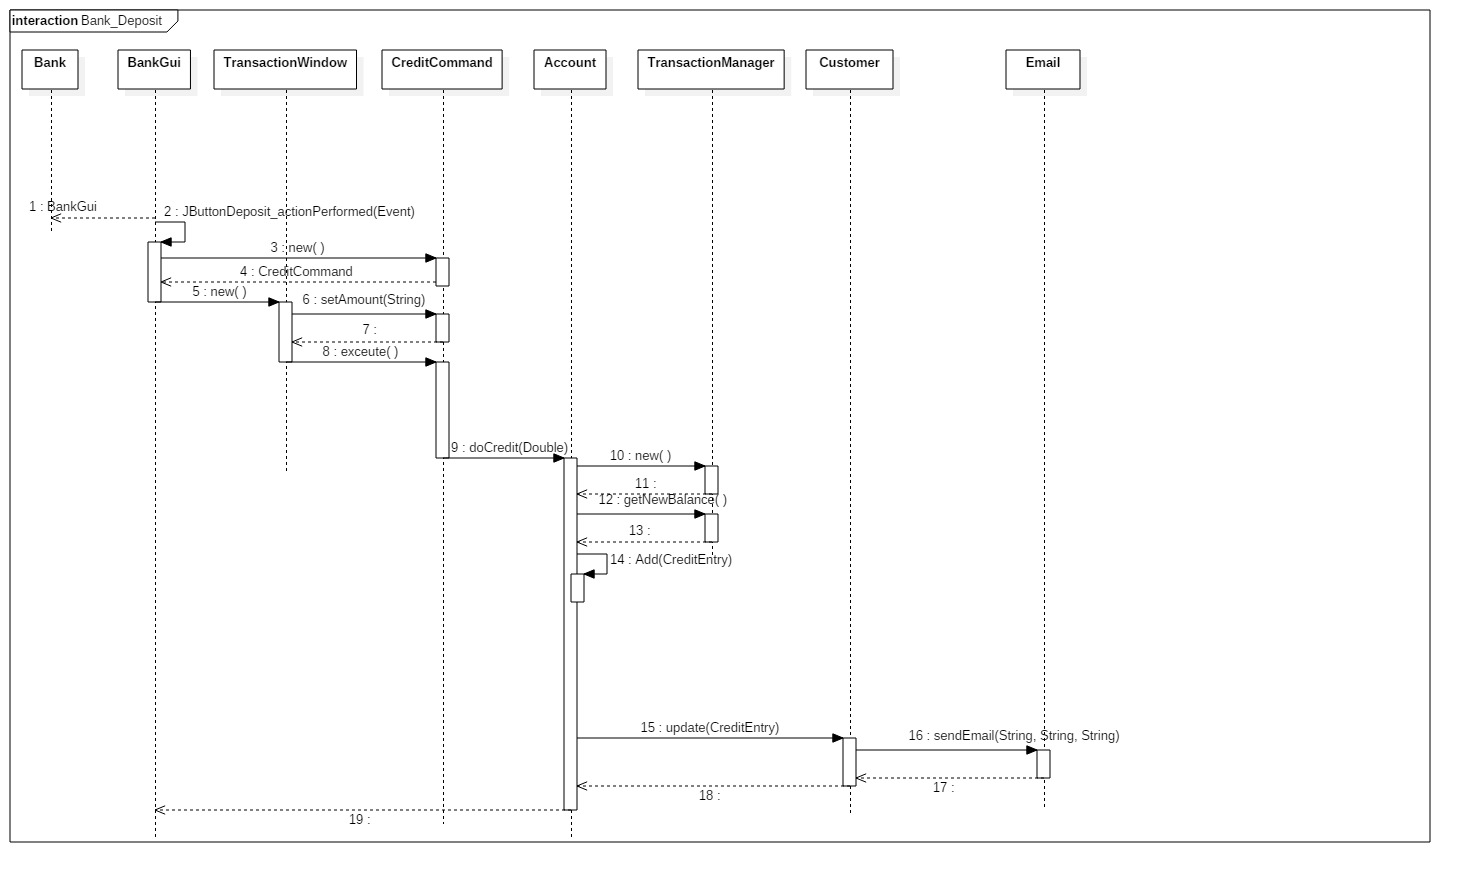 interaction Bank_Deposit
Bank
BankGui
TransactionWindow
CreditCommand
Account
TransactionManager
Customer
Email
1 : BankGui
2 : JButtonDeposit_actionPerformed(Event)
3 : new( )
4 : CreditCommand
5 : new( )
6 : setAmount(String)
7 :
8 : exceute( )
9 : doCredit(Double)
10 : new( )
11 :
12 : getNewBalance( )
13 :
14 : Add(CreditEntry)
15 : update(CreditEntry)
16 : sendEmail(String, String, String)
17 :
18 :
19 :